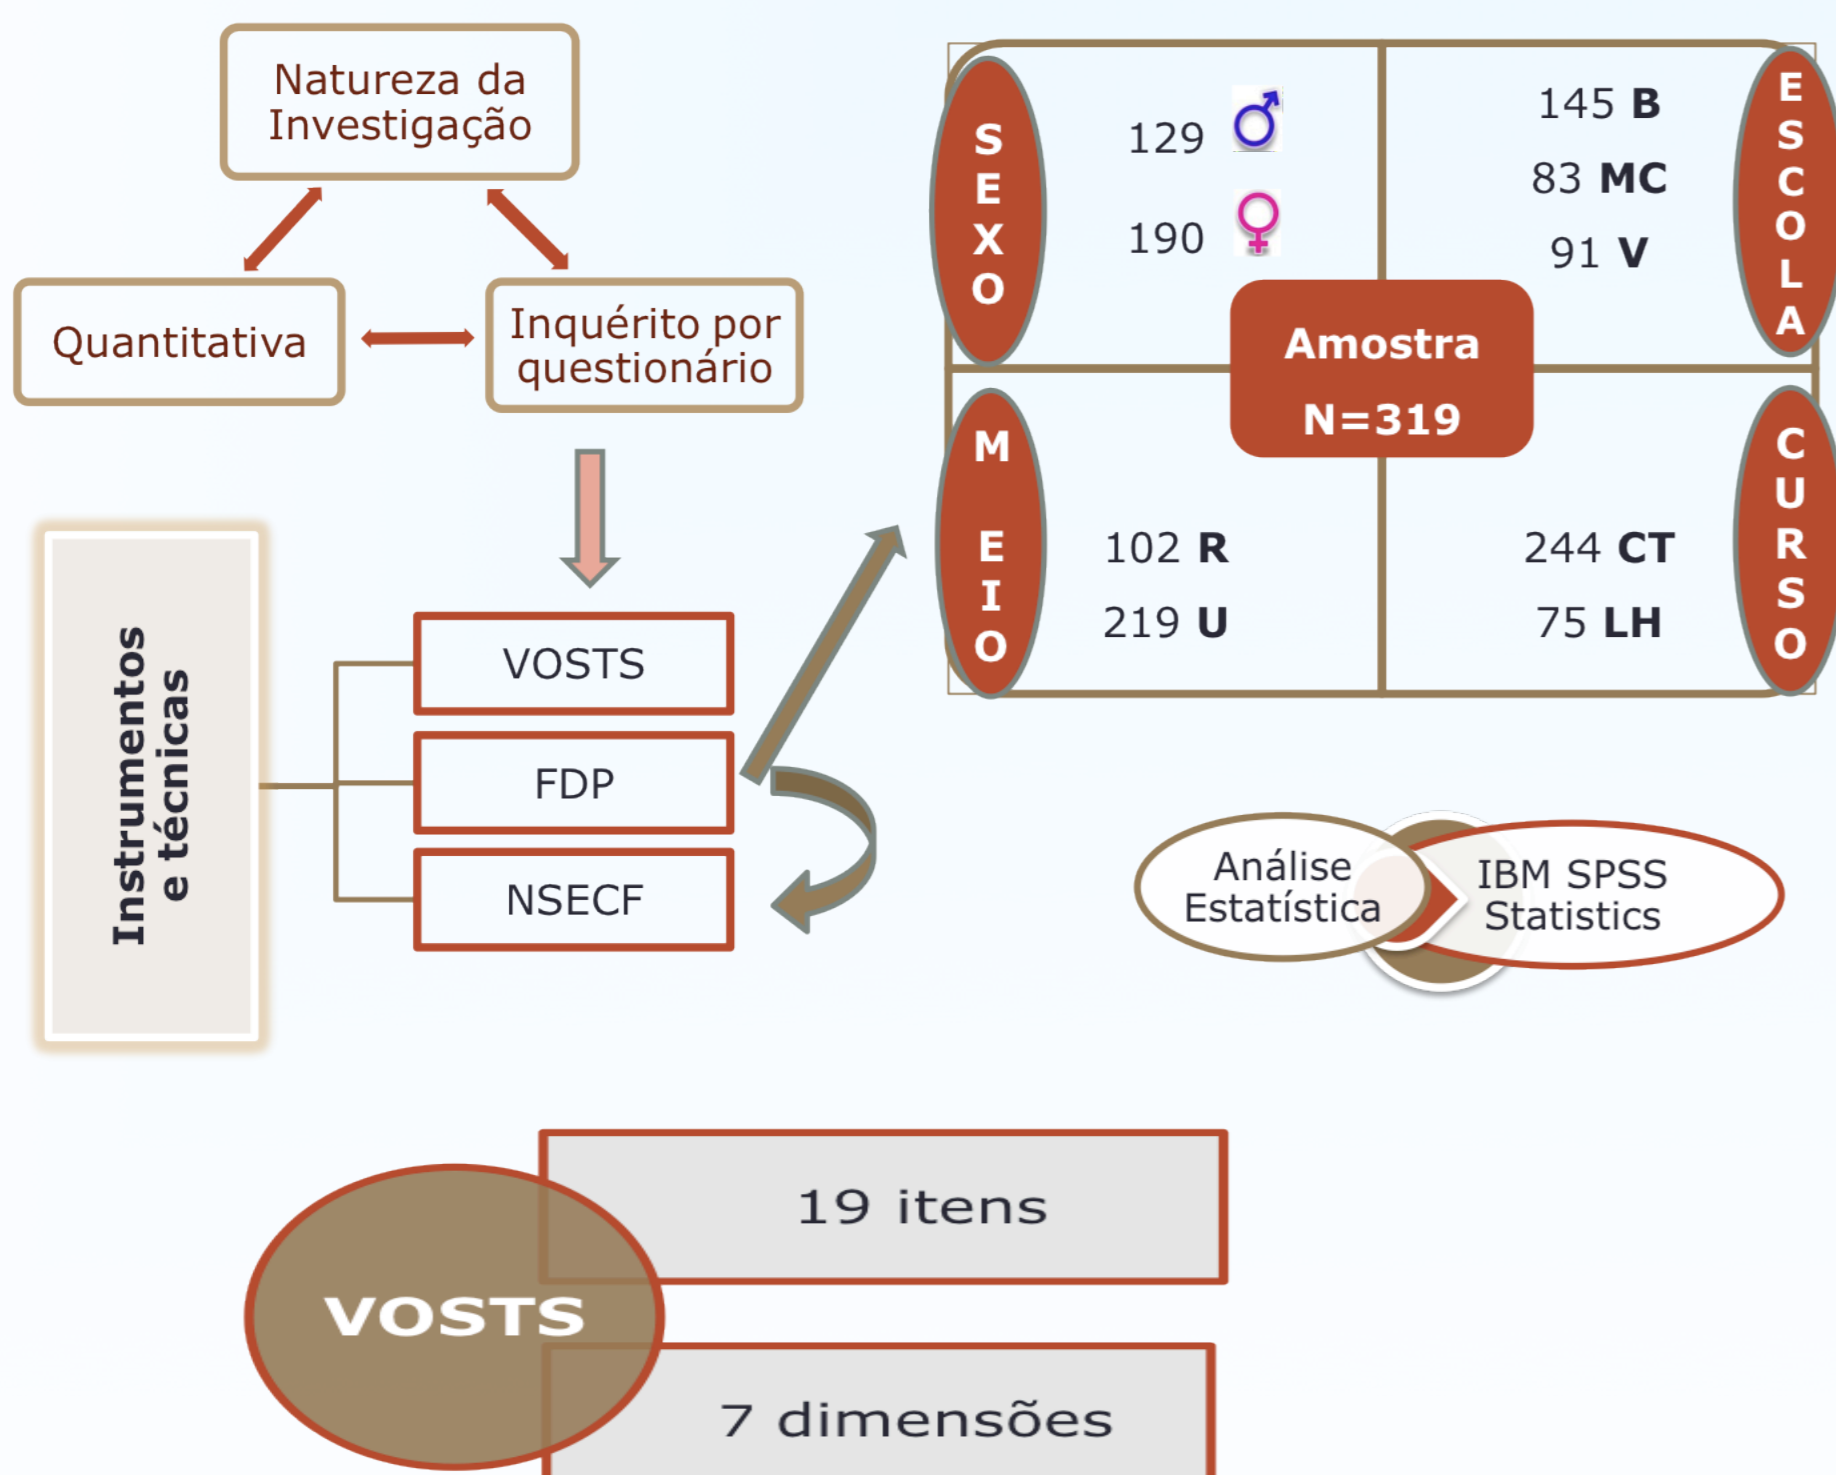 Natureza da
Investigação
Quantitativa
Inquérito por
questionário
Instrumentos
e técnicas
VOSTS
FDP
NSECF
SEXO
129
190
ESCOLA
145 B
83 MC
91 V
Amostra
N=319
MEIO
102 R
219 U
CURSO
244 CT
75 LH
Análise
Estatística
IBM SPSS
Statistics
VOSTS
19 itens
7 dimensões